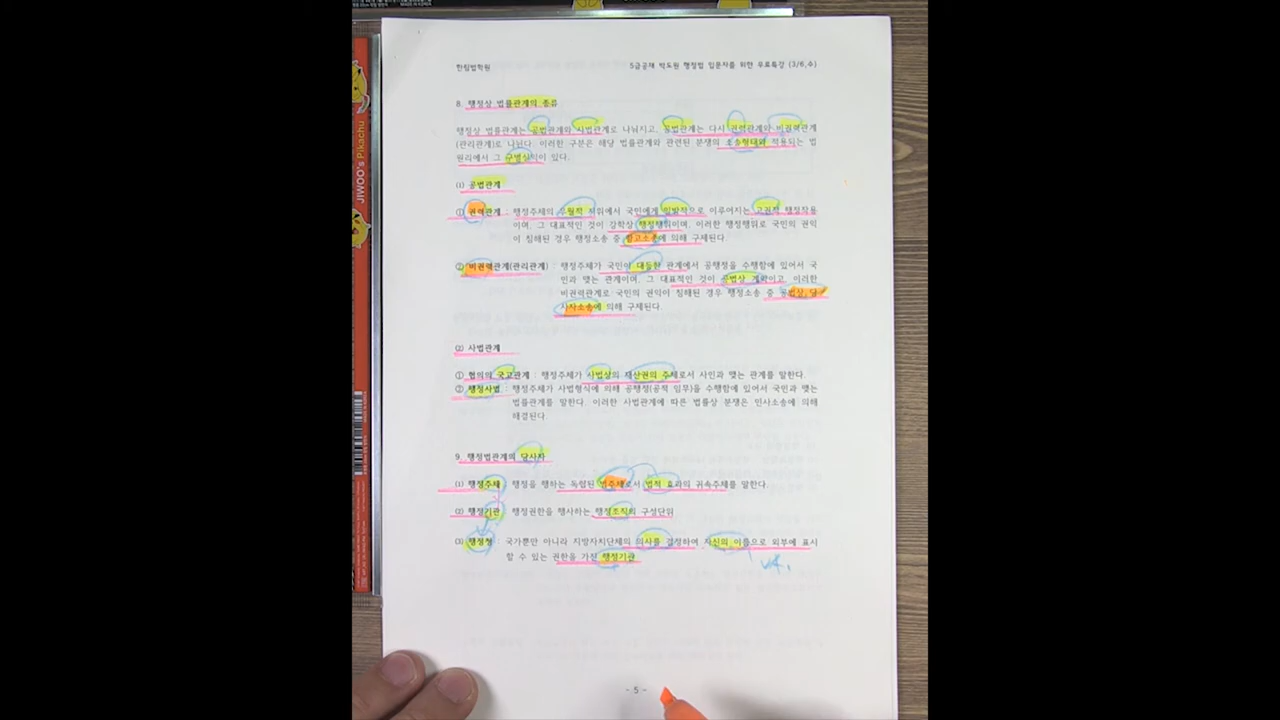 JIWOO's Pikachu
한림법학원
5급공채 박도원 행정법 입문자를 위한 무료특강 (3/6,수)
8. 행정상 법률관계의 종류
행정상 법률관계는 공법관계와 사법관계로 나눠지고, 공법관계는 다시 권력관계와 비권력관계
(관리관계)로 나뉜다. 이러한 구분은 해당 법률관계와 관련된 분쟁의 소송형태와 적용되는 법
원리에서 그 구별실익이 있다.
(1) 공법관계
① 권력관계 : 행정주체의 우월적 지위에서 국민에게 일방적으로 이루어지는 고권적 행정작용
이며, 그 대표적인 것이 강학상 행정행위이며, 이러한 행정행위로 국민의 권익
이 침해된 경우 행정소송 중 항고소송에 의해 구제된다
② 비권력관계(관리관계) : 행정주체가 국민이 대등한 관계에서 공행정을 수행함에 있어서 국
민과 맺는 관계이며, 그 대표적인 것이 공법상 계약이고, 이러한
비권력관계로 국민의 권익이 침해된 경우 행정소송 중 공법상 당
사자소송에 의해 구제된다.
(2) 사법관계
① 협의의 국고관계 : 행정주체가 사법상의 재산권의 주체로서 사인과 맺는 관계를 말한다.
② 행정사법 : 행정주체가 사법형식에 의해 공행정(공적 임무)을 수행함에 있어서 국민과 맺는
법률관계를 말한다. 이러한 사법관계에 따른 법률상 분쟁은 민사소송에 의해
해결된다.
9. 행정법관계의 당사자
(1) 행정주체 : 행정을 행하는 독립된 법주체로서 법적 효과의 귀속주체를 말한다.
(2) 행정기관 : 행정권한을 행사하는 행정조직의 구성단위
(3) 행정청 : 국가뿐만 아니라 지방자치단체의 의사를 결정하여 자신의 이름으로 외부에 표시
할 수 있는 권한을 가진 행정기관
- 5 -